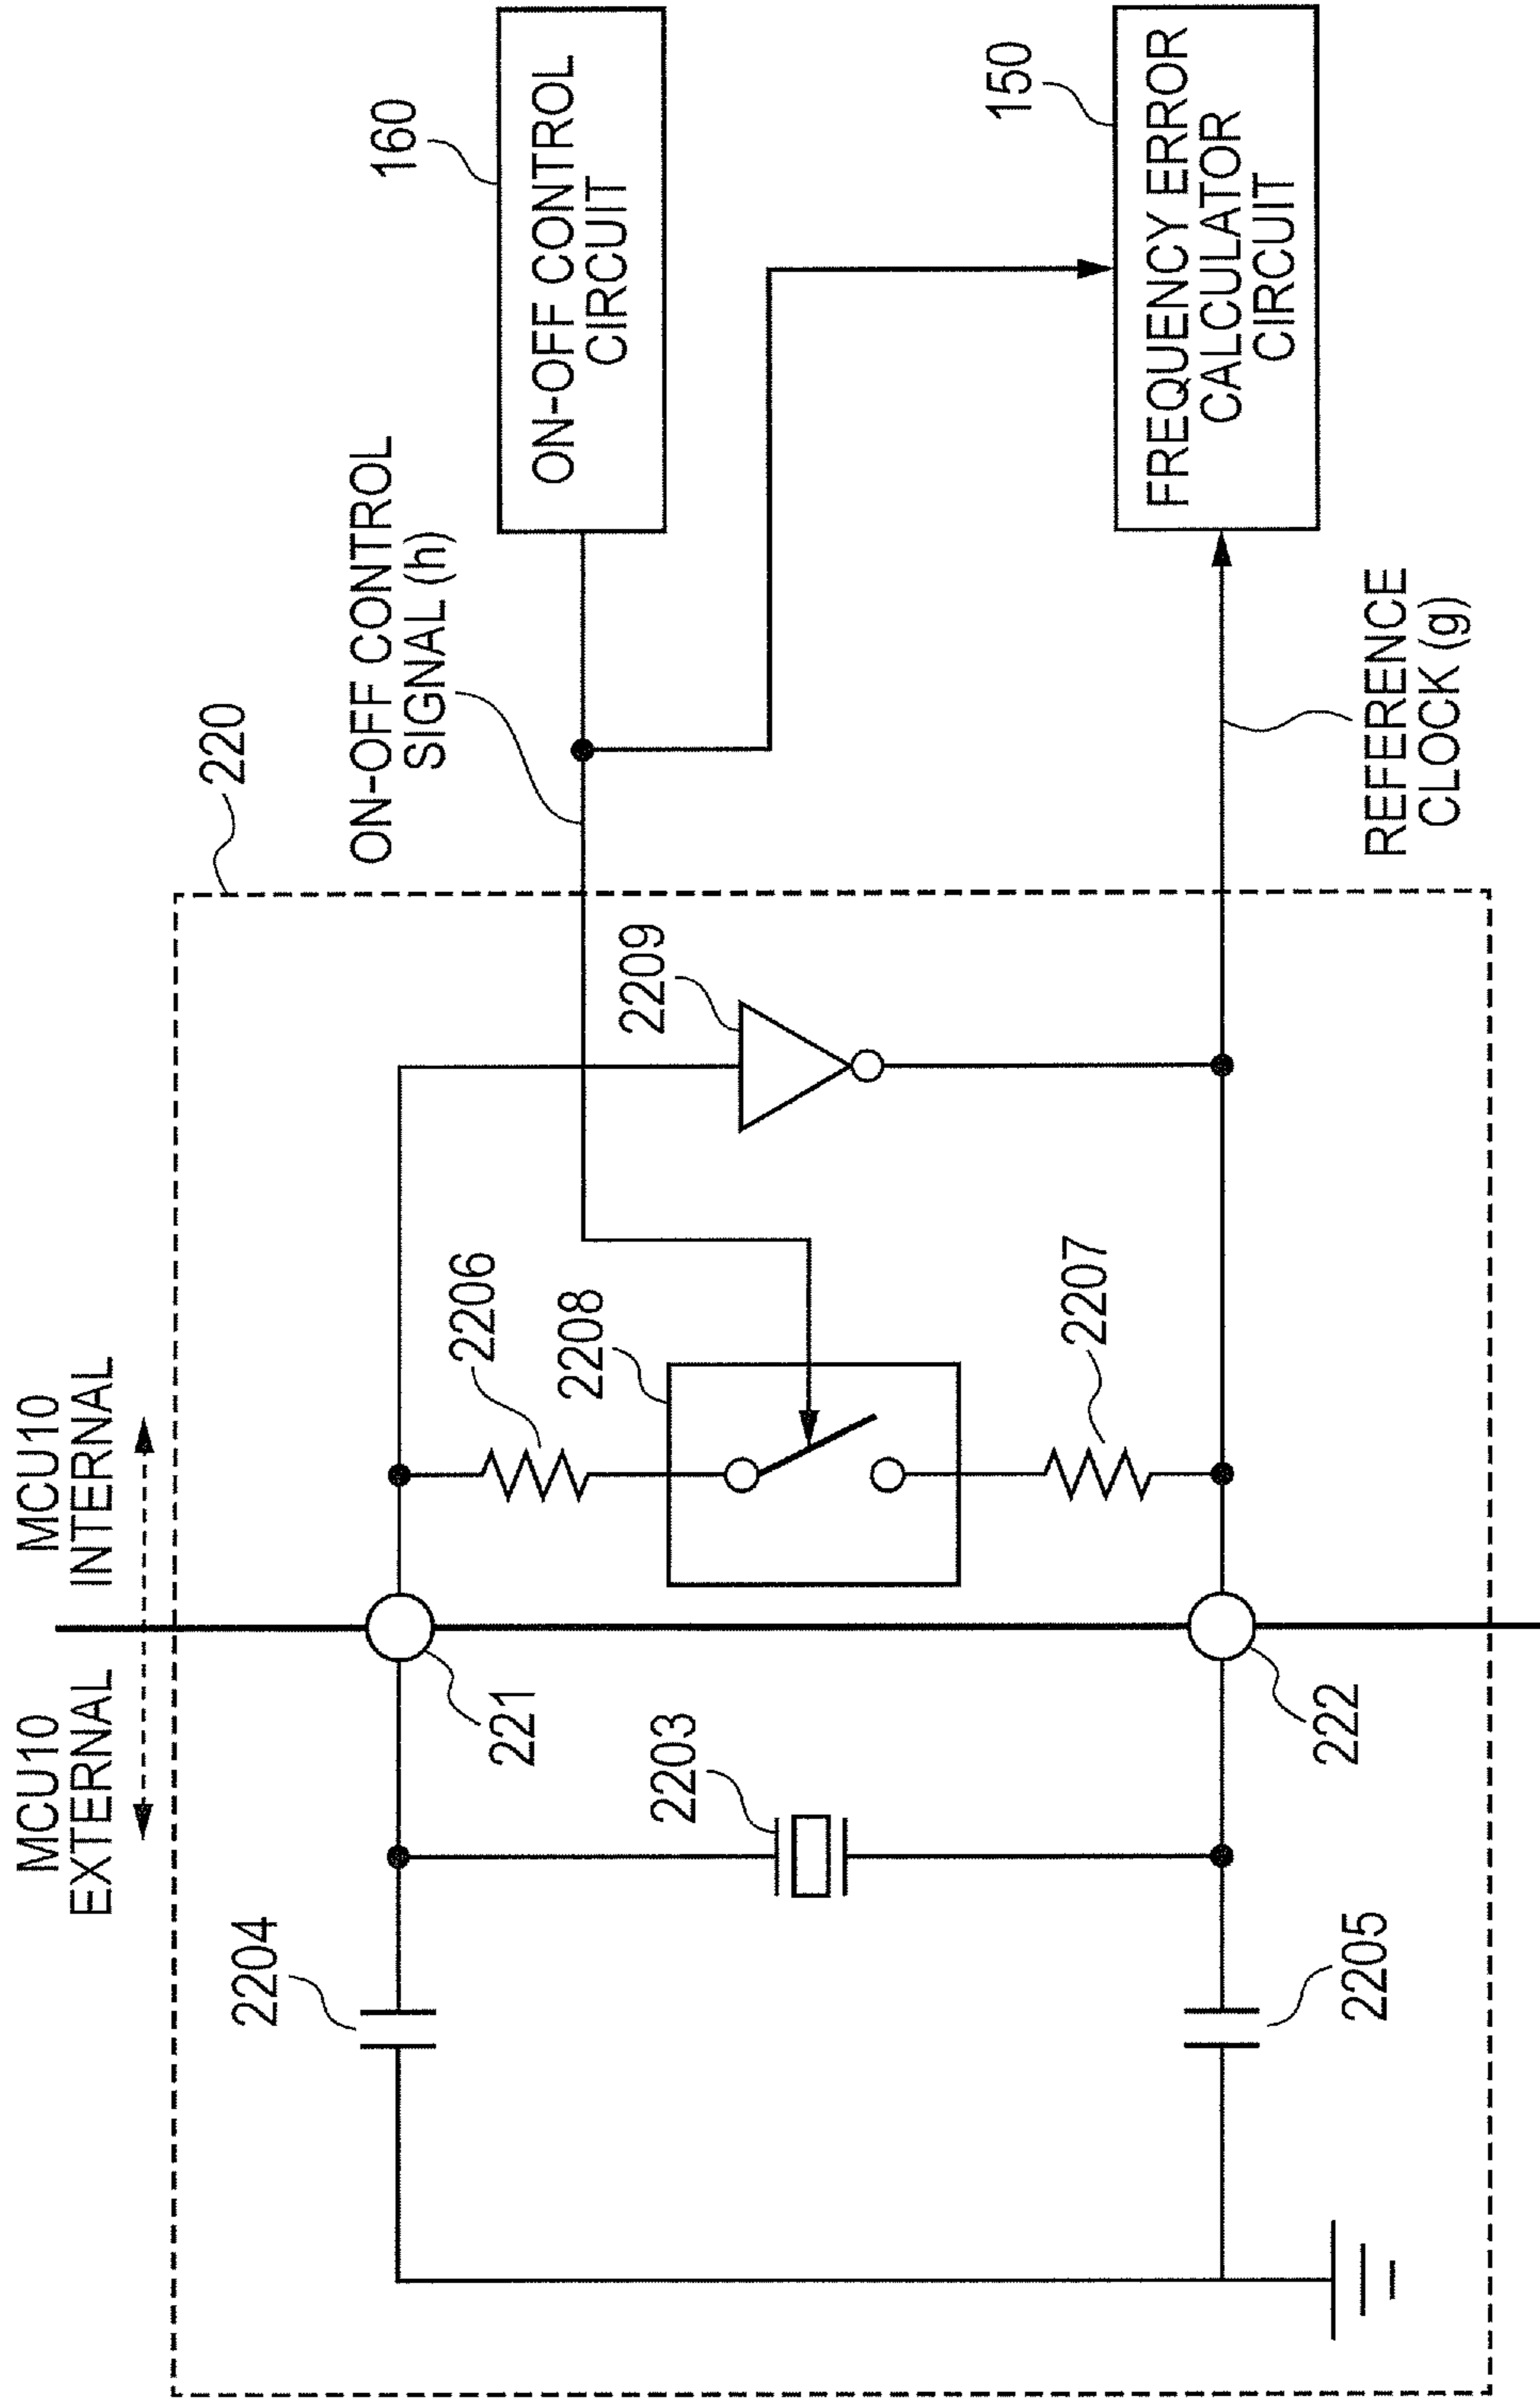 MCU10
EXTERNAL
MCU10
INTERNAL
220
ON-OFF CONTROL
SIGNAL (h)
160
ON-OFF CONTROL
CIRCUIT
2204
221
2206
2208
2209
2203
150
FREQUENCY ERROR
CALCULATOR
CIRCUIT
2207
2205
222
REFERENCE
CLOCK (g)